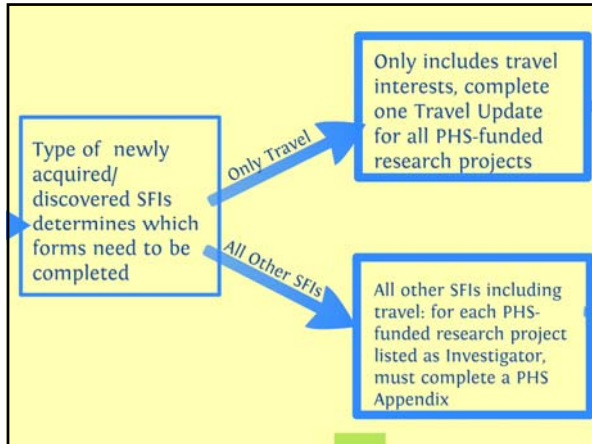 Type of newly
acquired/
discovered SFIs
determines which
forms need to be
completed
Only Travel
Only includes travel
interests, complete
one Travel Update
for all PHS-funded
research projects
All Other SFIs
All other SFIs including
travel: for each PHS-
funded research project
listed as Investigator,
must complete a PHS
Appendix